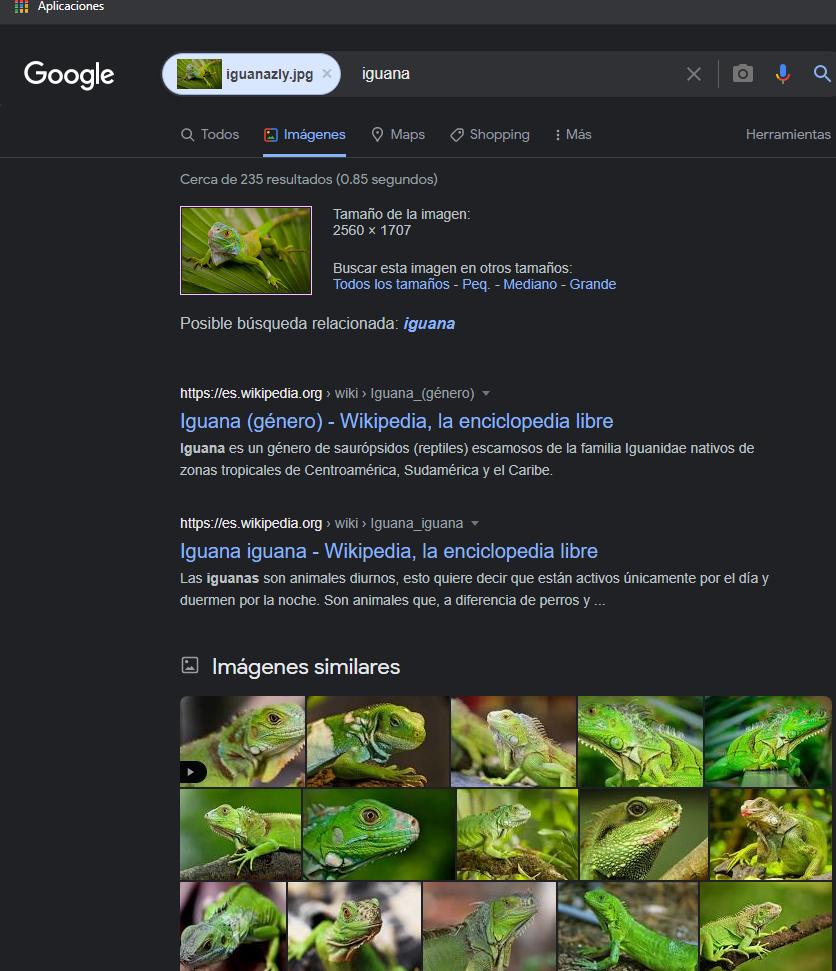 Aplicaciones
Google
iguanazly.jpg
iguana
Todos
Imágenes
Maps
Shopping
Más
Herramientas
Cerca de 235 resultados (0.85 segundos)
Tamaño de la imagen:
2560 × 1707
Buscar esta imagen en otros tamaños:
Todos los tamaños - Peq. - Mediano - Grande
Posible búsqueda relacionada: iguana
https://es.wikipedia.org › wiki › Iguana_(género)
Iguana (género) - Wikipedia, la enciclopedia libre
Iguana es un género de saurópsidos (reptiles) escamosos de la familia Iguanidae nativos de
zonas tropicales de Centroamérica, Sudamérica y el Caribe.
https://es.wikipedia.org › wiki › Iguana_iguana
Iguana iguana - Wikipedia, la enciclopedia libre
Las iguanas son animales diurnos, esto quiere decir que están activos únicamente por el día y
duermen por la noche. Son animales que, a diferencia de perros y ...
Imágenes similares